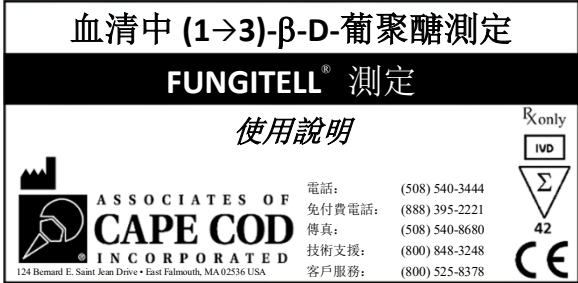 血清中 (1→3)-β-D-葡聚醣測定
FUNGITELL® 測定
使用說明
Rx only
IVD
Σ
42
CE
ASSOCIATES OF
CAPE COD
INCORPORATED
®
124 Bernard E. Saint Jean Drive • East Falmouth, MA 02536 USA
電話: (508) 540-3444
免付費電話: (888) 395-2221
傳真: (508) 540-8680
技術支援: (800) 848-3248
客戶服務: (800) 525-8378